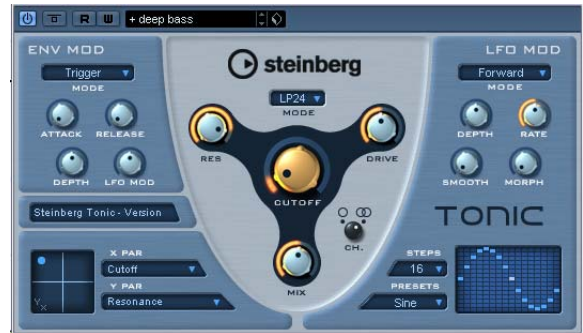 R W + deep bass
ENV MOD
Trigger
MODE
ATTACK RELEASE
DEPTH LFO MOD
Steinberg Tonic - Version
X PAR
Cutoff
Y PAR
Resonance
Y X
steinberg
LP24
MODE
RES
DRIVE
CUTOFF
CH.
MIX
LFO MOD
Forward
MODE
DEPTH RATE
SMOOTH MORPH
TONIC
STEPS
16
PRESETS
Sine